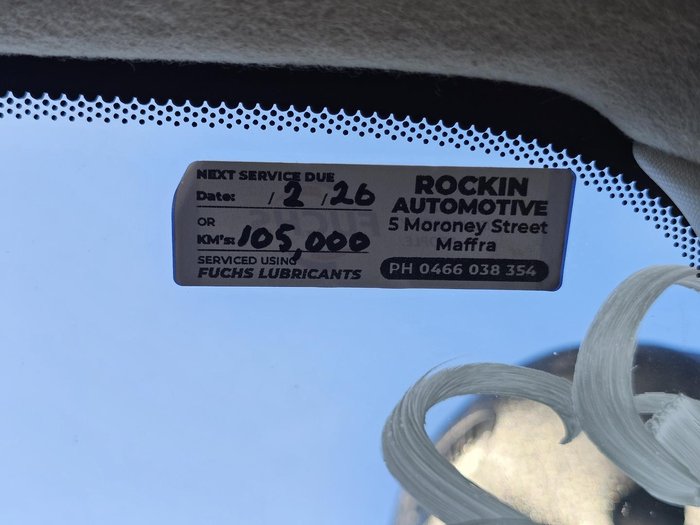 NEXT SERVICE DUE
Date: / 2 / 26
OR
KM's: 105,000
SERVICED USING
FUCHS LUBRICANTS
ROCKIN
AUTOMOTIVE
5 Moroney Street
Maffra
PH 0466 038 354